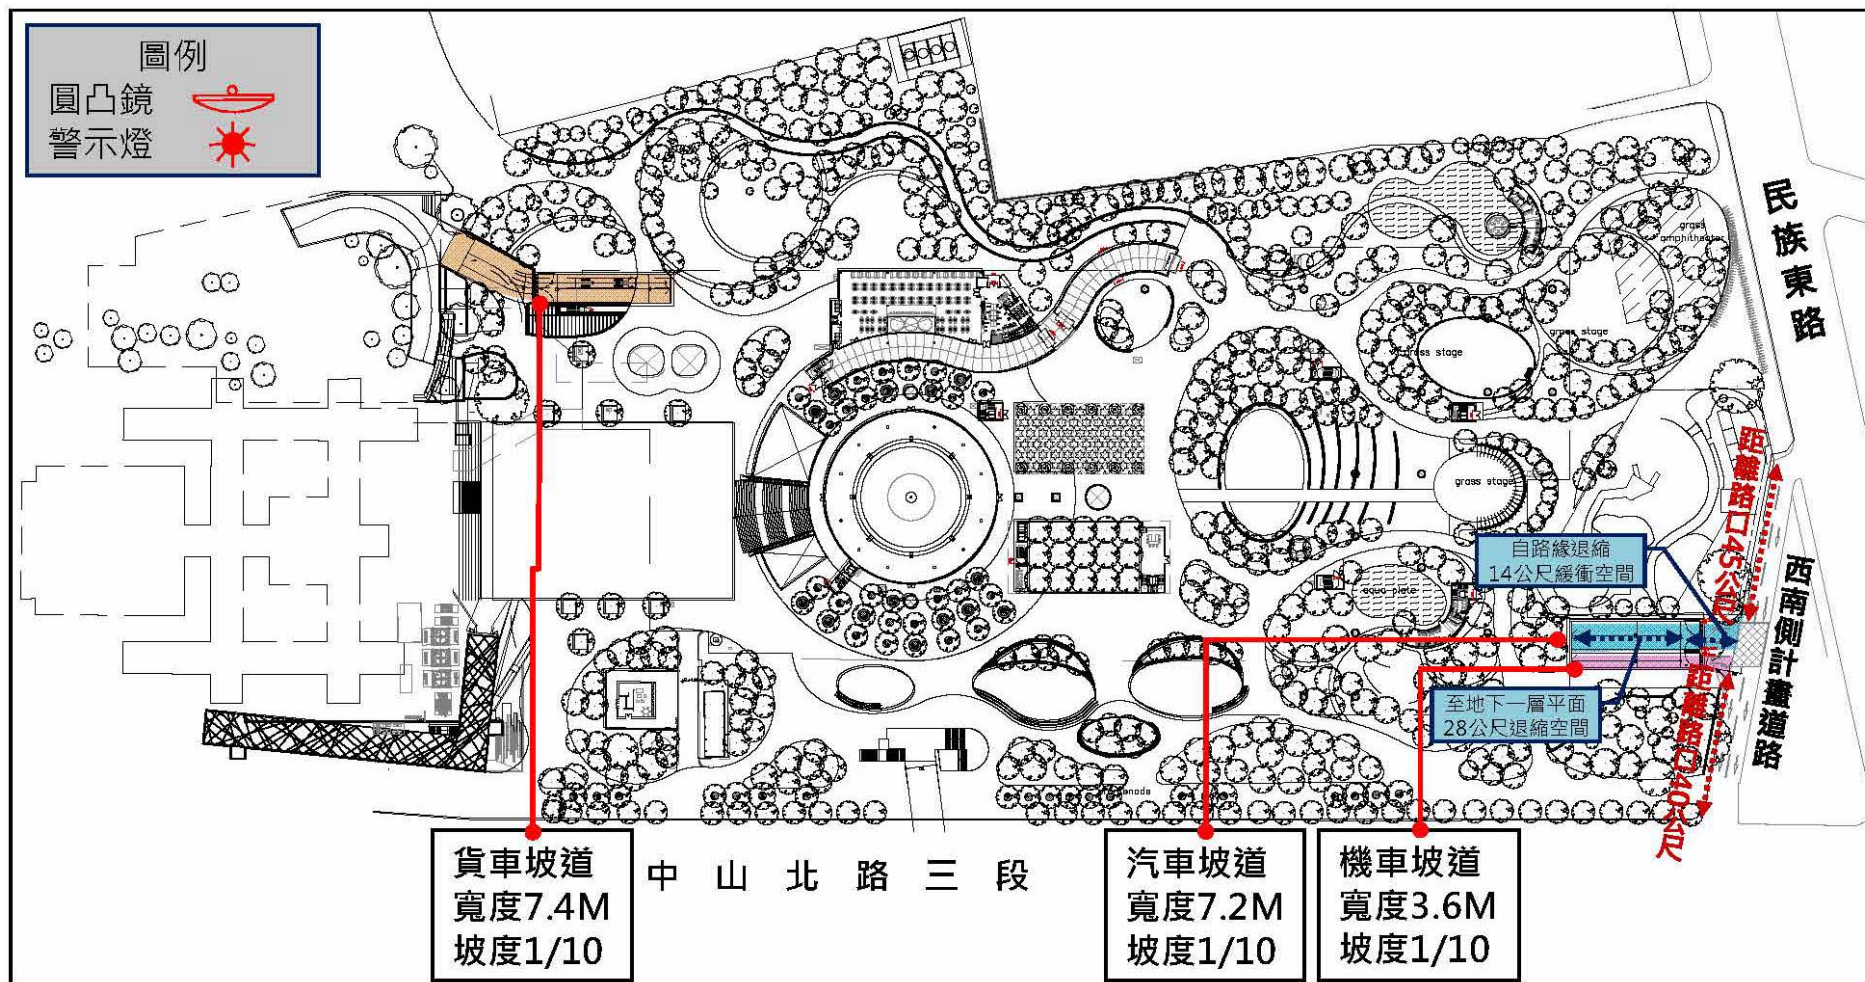 圖例
圓凸鏡
警示燈
民族東路
grass
amphitheater
grass stage
grass stage
grass stage
aqua plate
距離路口45公尺
自路緣退縮
14公尺緩衝空間
西南側計畫道路
至地下一層平面
28公尺退縮空間
距離路口40公尺
中山北路三段
貨車坡道
寬度7.4M
坡度1/10
汽車坡道
寬度7.2M
坡度1/10
機車坡道
寬度3.6M
坡度1/10